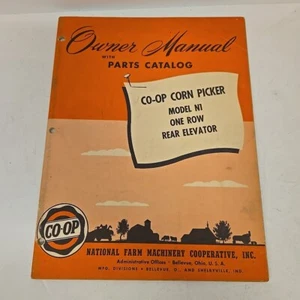 Owner Manual
WITH
PARTS CATALOG
CO-OP CORN PICKER
MODEL N1
ONE ROW
REAR ELEVATOR
CO-OP
NATIONAL FARM MACHINERY COOPERATIVE, INC.
Administrative Offices • Bellevue, Ohio, U. S. A.
MFG. DIVISIONS • BELLEVUE, O., AND SHELBYVILLE, IND.